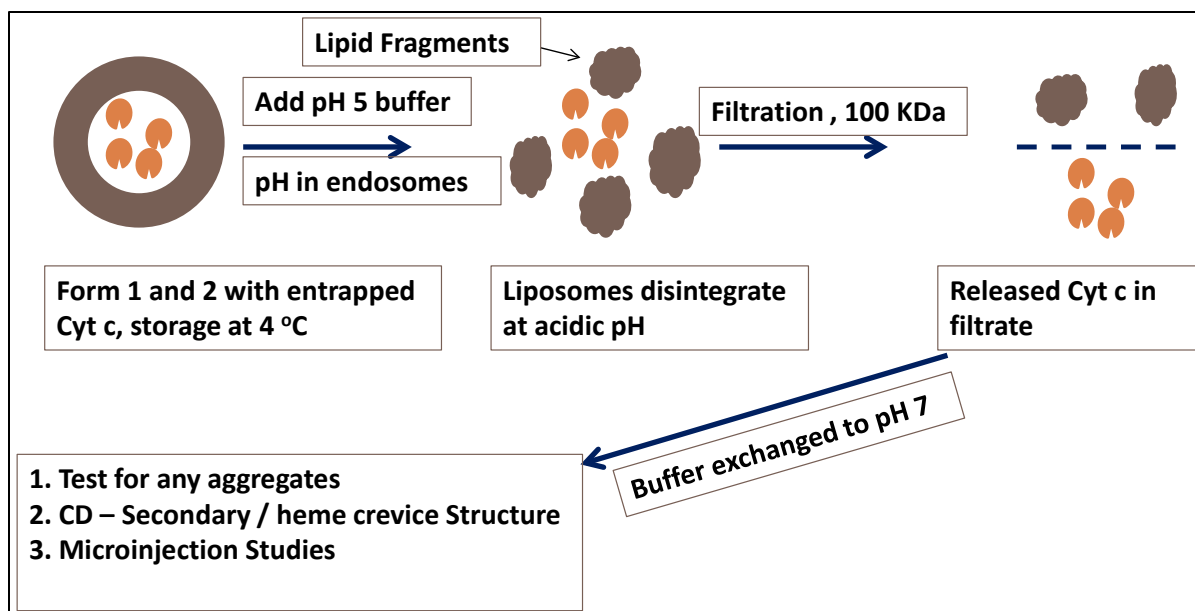 Lipid Fragments
Add pH 5 buffer
pH in endosomes
Filtration , 100 KDa
Form 1 and 2 with entrapped
Cyt c, storage at 4 ºC
Liposomes disintegrate
at acidic pH
Released Cyt c in
filtrate
Buffer exchanged to pH 7
1. Test for any aggregates
2. CD – Secondary / heme crevice Structure
3. Microinjection Studies